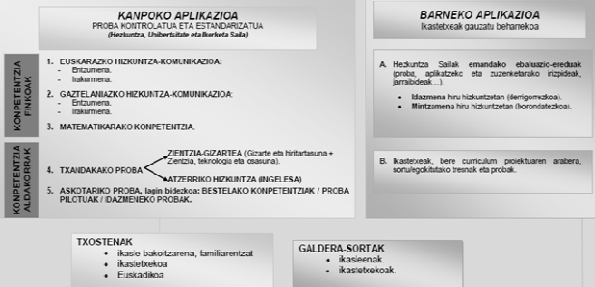 KANPOKO APLIKAZIOA
PROBA KONTROLATUA ETA ESTANDARIZATUA
(Hezkuntza, Unibertsitate eta Ikerketa Saila)
KONPETENTZIA
FINKOAK
1. EUSKARAZKO HIZKUNTZA-KOMUNIKAZIOA:
- Entzumena.
- Irakurmena.
2. GAZTELANIAZKO HIZKUNTZA-KOMUNIKAZIOA:
- Entzumena.
- Irakurmena.
3. MATEMATIKARAKO KONPETENTZIA.
KONPETENTZIA
ALDAKORRAK
ZIENTZIA-GIZARTEA (Gizarte eta hiritartasuna +
Zientzia, teknologia eta osasuna).
4. TXANDAKAKO PROBA
ATZERRIKO HIZKUNTZA (INGELESA)
5. ASKOTARIKO PROBA, lagin bidezkoa: BESTELAKO KONPETENTZIAK / PROBA
PILOTUAK / IDAZMENEKO PROBAK.
BARNEKO APLIKAZIOA
Ikastetxeak gauzatu beharrekoa
A. Hezkuntza Sailak emandako ebaluazio-ereduak
(proba, aplikatzeko eta zuzenketarako irizpideak,
jarraibideak...).
• Idazmena hiru hizkuntzetan (derrigorrezkoa).
• Mintzamena hiru hizkuntzetan (borondatezkoa).
B. Ikastetxeak, bere curriculum proiektuaren arabera,
sortu/egokitutako tresnak eta probak.
TXOSTENAK
• ikasle bakoitzarena, familiarentzat
• ikastetxekoa
• Euskadikoa
GALDERA-SORTAK
• ikasleenak.
• ikastetxekoak.